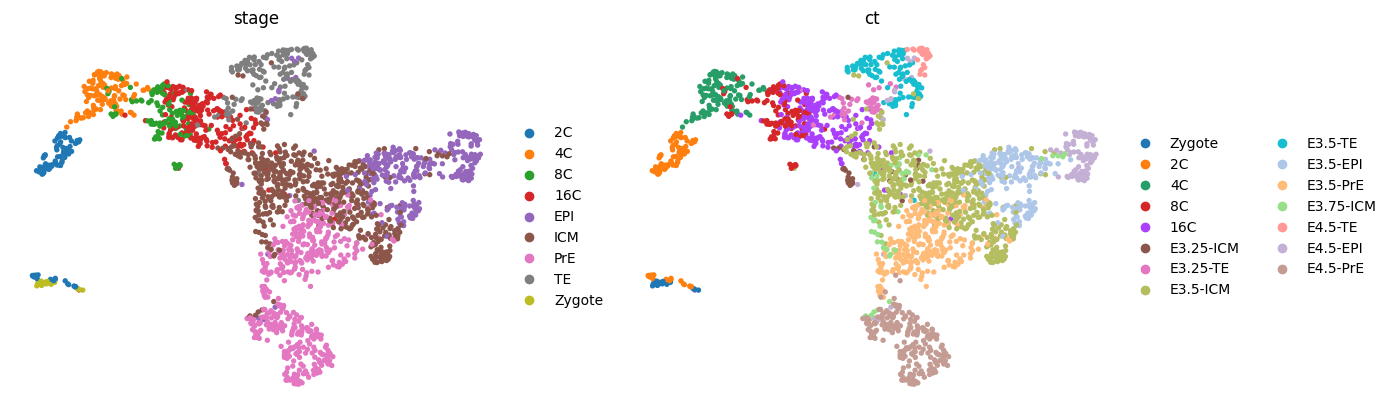 stage
2C
4C
8C
16C
EPI
ICM
PrE
TE
Zygote
ct
Zygote
2C
4C
8C
16C
E3.25-ICM
E3.25-TE
E3.5-ICM
E3.5-TE
E3.5-EPI
E3.5-PrE
E3.75-ICM
E4.5-TE
E4.5-EPI
E4.5-PrE